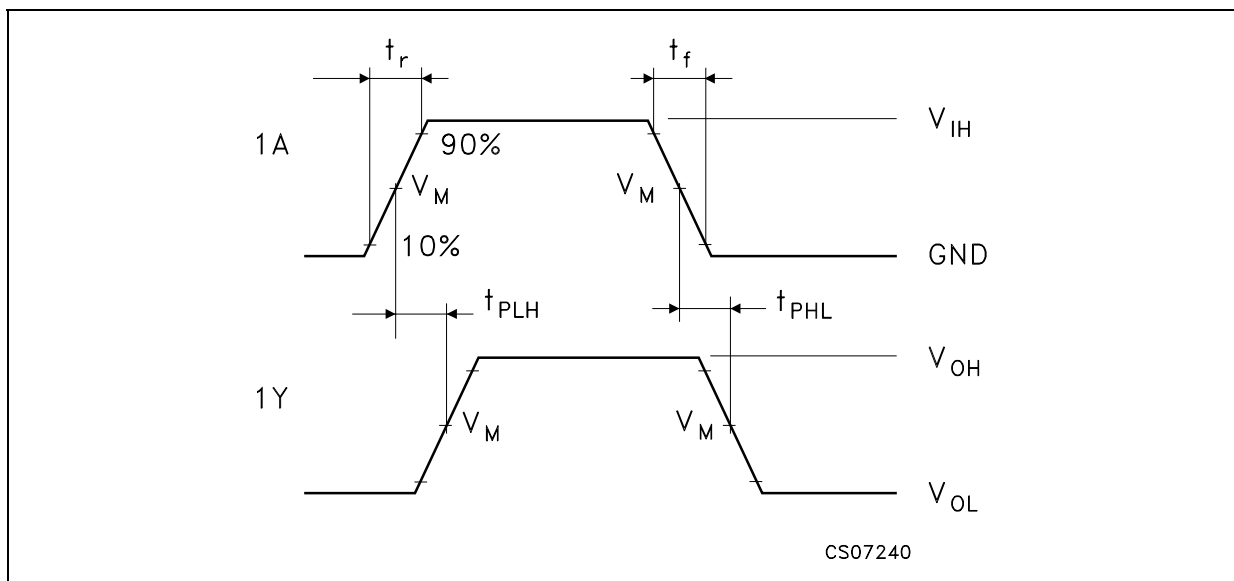 tr tf
1A 90% VIH
VM VM
10% GND
tPLH tPHL
1Y VOH
VM VM
VOL
CS07240